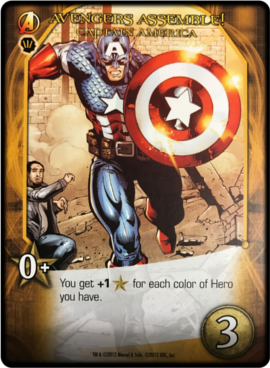 AVENGERS ASSEMBLE!
CAPTAIN AMERICA
0+
You get +1 for each color of Hero
you have.
3